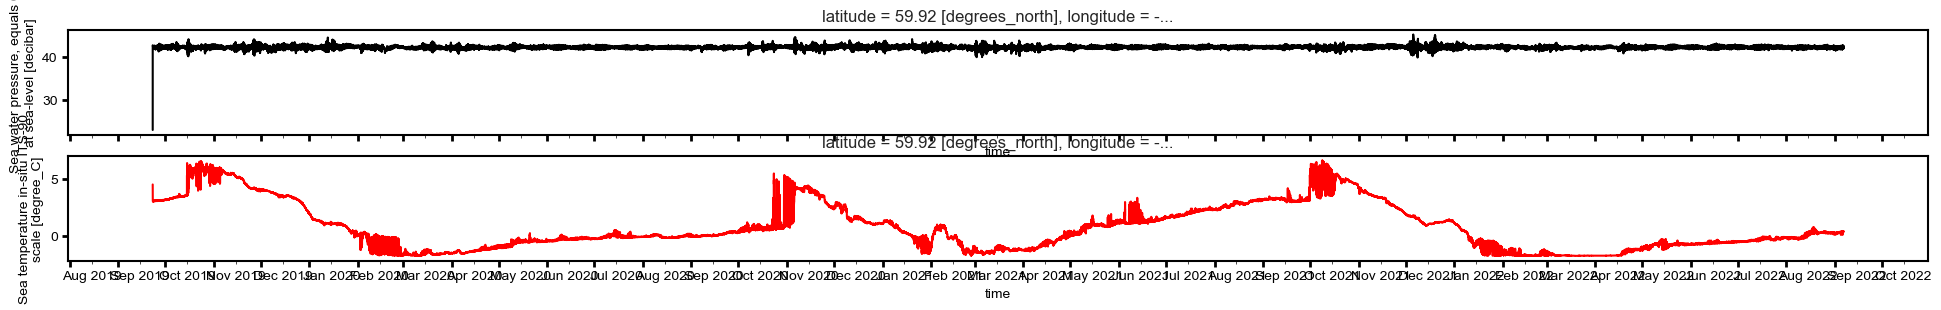 latitude = 59.92 [degrees_north], longitude = -...
Sea water pressure, equals
at sea-level [decibar]
40
30
time
latitude = 59.92 [degrees_north], longitude = -...
Sea temperature in-situ ITS-90
scale [degree_C]
5
0
Aug 2019 Sep 2019 Oct 2019 Nov 2019 Dec 2019 Jan 2020 Feb 2020 Mar 2020 Apr 2020 May 2020 Jun 2020 Jul 2020 Aug 2020 Sep 2020 Oct 2020 Nov 2020 Dec 2020 Jan 2021 Feb 2021 Mar 2021 Apr 2021 May 2021 Jun 2021 Jul 2021 Aug 2021 Sep 2021 Oct 2021 Nov 2021 Dec 2021 Jan 2022 Feb 2022 Mar 2022 Apr 2022 May 2022 Jun 2022 Jul 2022 Aug 2022 Sep 2022 Oct 2022
time